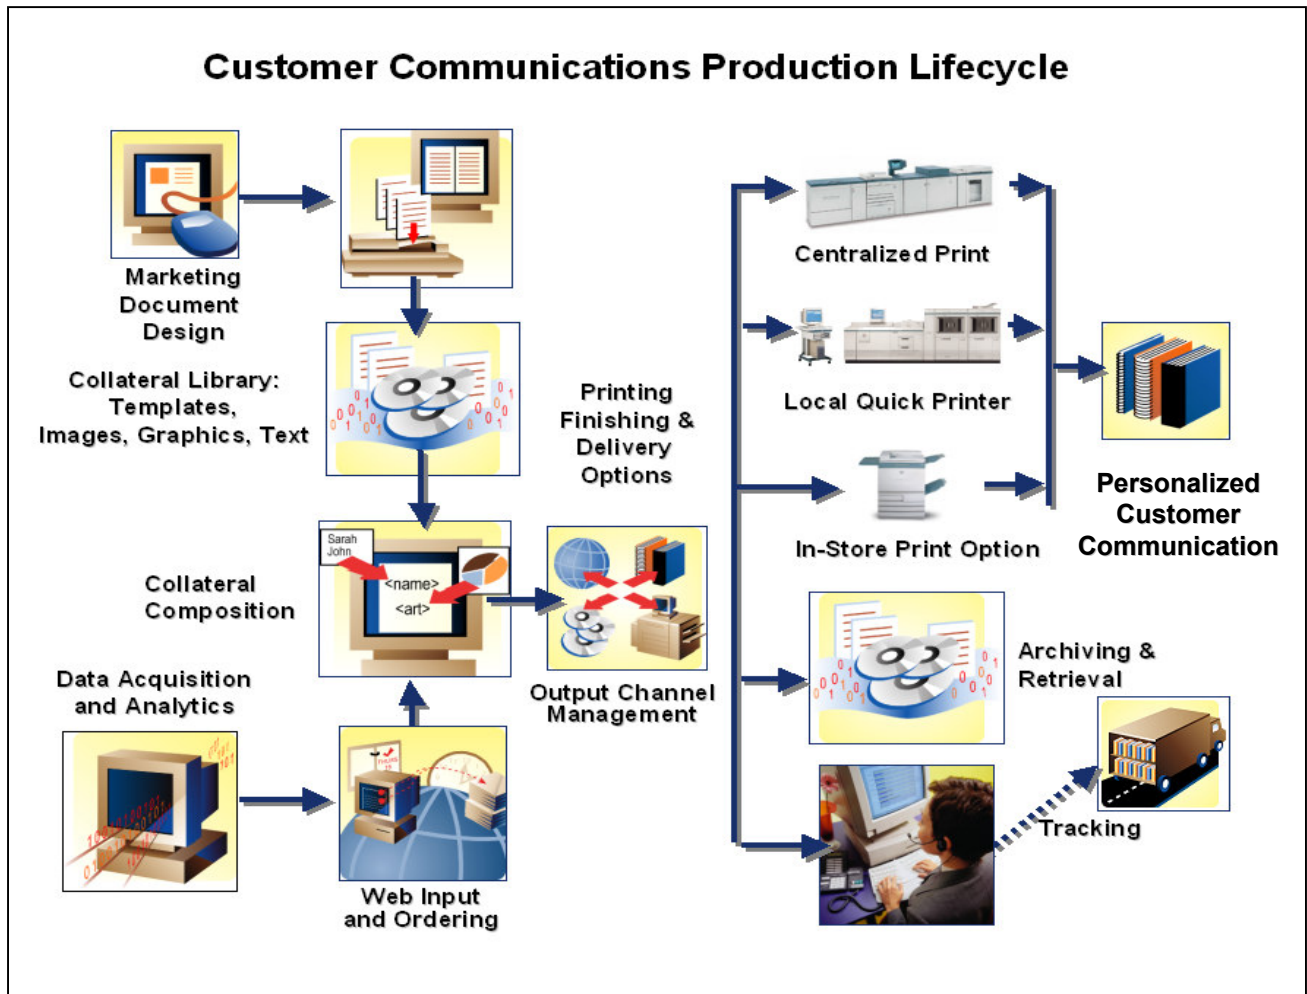 Customer Communications Production Lifecycle
Marketing
Document
Design
Collateral Library:
Templates,
Images, Graphics, Text
Printing
Finishing &
Delivery
Options
Centralized Print
Local Quick Printer
In-Store Print Option
Personalized
Customer
Communication
Sarah
John
<name>
<art>
Collateral
Composition
Output Channel
Management
Archiving &
Retrieval
Data Acquisition
and Analytics
Web Input
and Ordering
Tracking